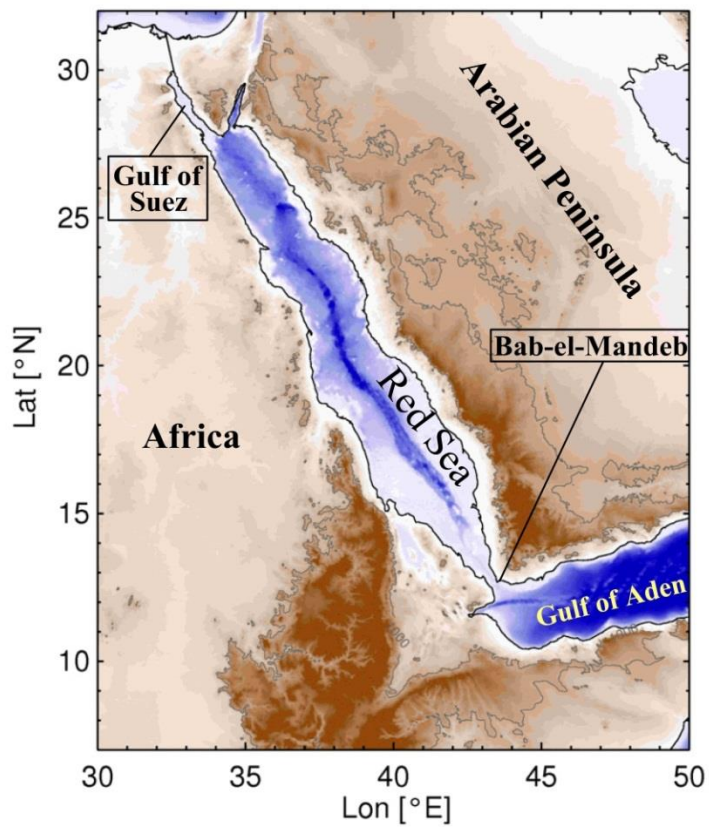 30
25
20
15
10
Lat [°N]
Gulf of
Suez
Arabian Peninsula
Bab-el-Mandeb
Red Sea
Africa
Gulf of Aden
30
35
40
45
50
Lon [°E]